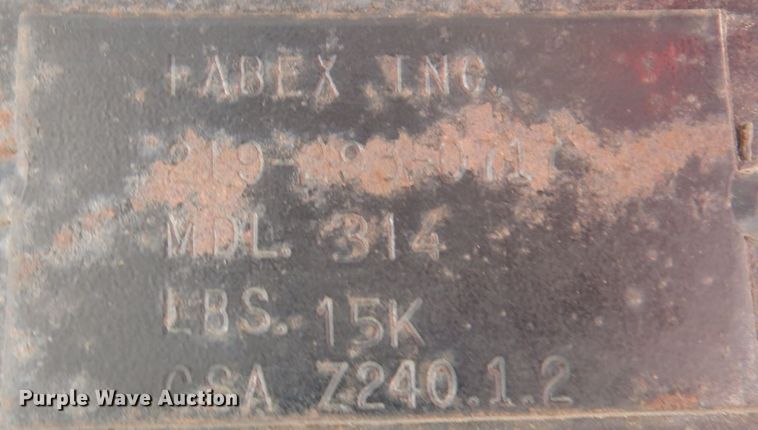 FABEX INC.
MDL. 314
LBS. 15K
CSA Z240.1.2
Purple Wave Auction